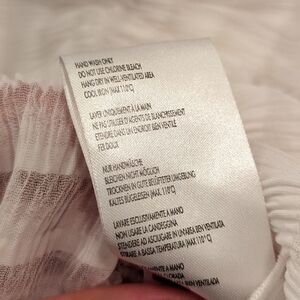 HAND WASH ONLY
DO NOT USE CHLORINE BLEACH
HANG DRY IN WELL VENTILATED AREA
COOL IRON (MAX 110°C)
LAVER UNIQUEMENT À LA MAIN
NE PAS UTILISER D'AGENTS DE BLANCHISSEMENT
ETENDRE DANS UN ENDROIT BIEN VENTILÉ
FER DOUX
NUR HANDWÄSCHE
BLEICHEN NICHT MÖGLICH
TROCKNEN IN GUTE BELÜFTETER UMGEBUNG
KALTES BÜGELEISEN (MAX. 110°C)
LAVARE ESCLUSIVAMENTE A MANO
NON USARE LA CANDEGGINA
STENDERE AD ASCIUGARE IN UN'AREA BEN VENTILATA
STIRARE A BASSA TEMPERATURA (MAX 110°C)
A MANO
VENTILADA